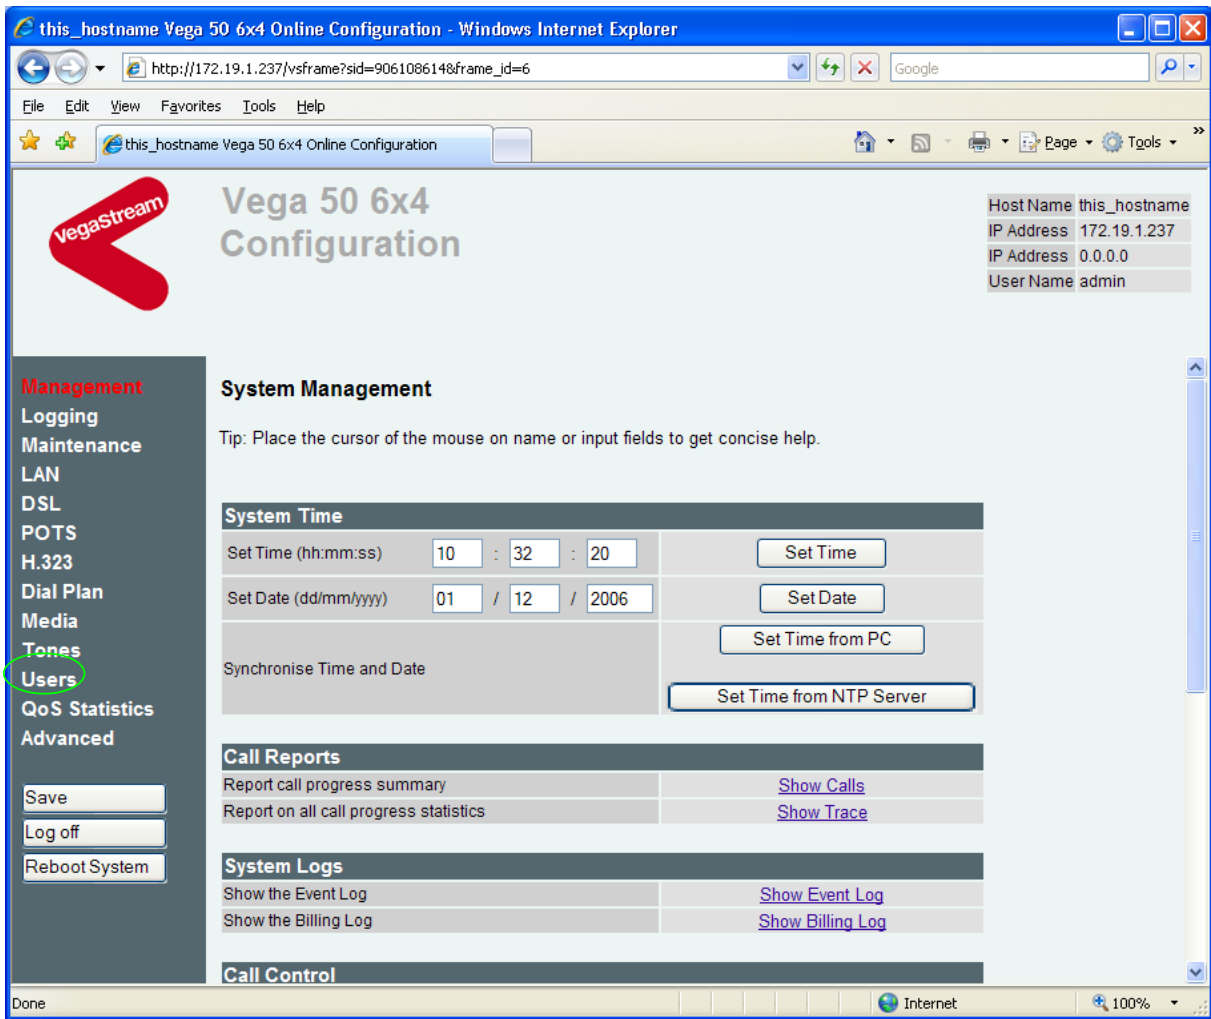 this_hostname Vega 50 6x4 Online Configuration - Windows Internet Explorer
http://172.19.1.237/vsframe?sid=906108614&frame_id=6
Google
File Edit View Favorites Tools Help
this_hostname Vega 50 6x4 Online Configuration
Page Tools »
vegastream
Vega 50 6x4
Configuration
Host Name this_hostname
IP Address 172.19.1.237
IP Address 0.0.0.0
User Name admin
Management
Logging
Maintenance
LAN
DSL
POTS
H.323
Dial Plan
Media
Tones
Users
QoS Statistics
Advanced
Save
Log off
Reboot System
System Management
Tip: Place the cursor of the mouse on name or input fields to get concise help.
System Time
Set Time (hh:mm:ss) 10 : 32 : 20 Set Time
Set Date (dd/mm/yyyy) 01 / 12 / 2006 Set Date
Synchronise Time and Date
Set Time from PC
Set Time from NTP Server
Call Reports
Report call progress summary Show Calls
Report on all call progress statistics Show Trace
System Logs
Show the Event Log Show Event Log
Show the Billing Log Show Billing Log
Call Control
Done Internet 100%